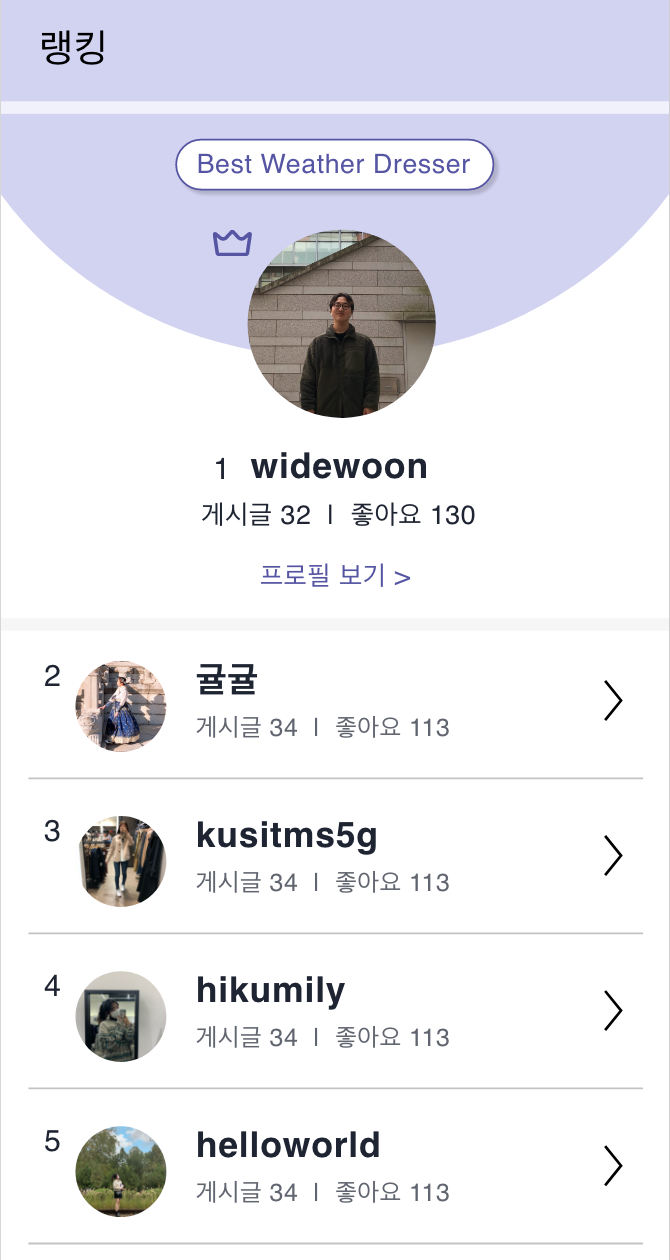 랭킹
Best Weather Dresser
1 widewoon
게시글 32 | 좋아요 130
프로필 보기 >
2 귤귤
게시글 34 | 좋아요 113
3 kusitms5g
게시글 34 | 좋아요 113
4 hikumily
게시글 34 | 좋아요 113
5 helloworld
게시글 34 | 좋아요 113